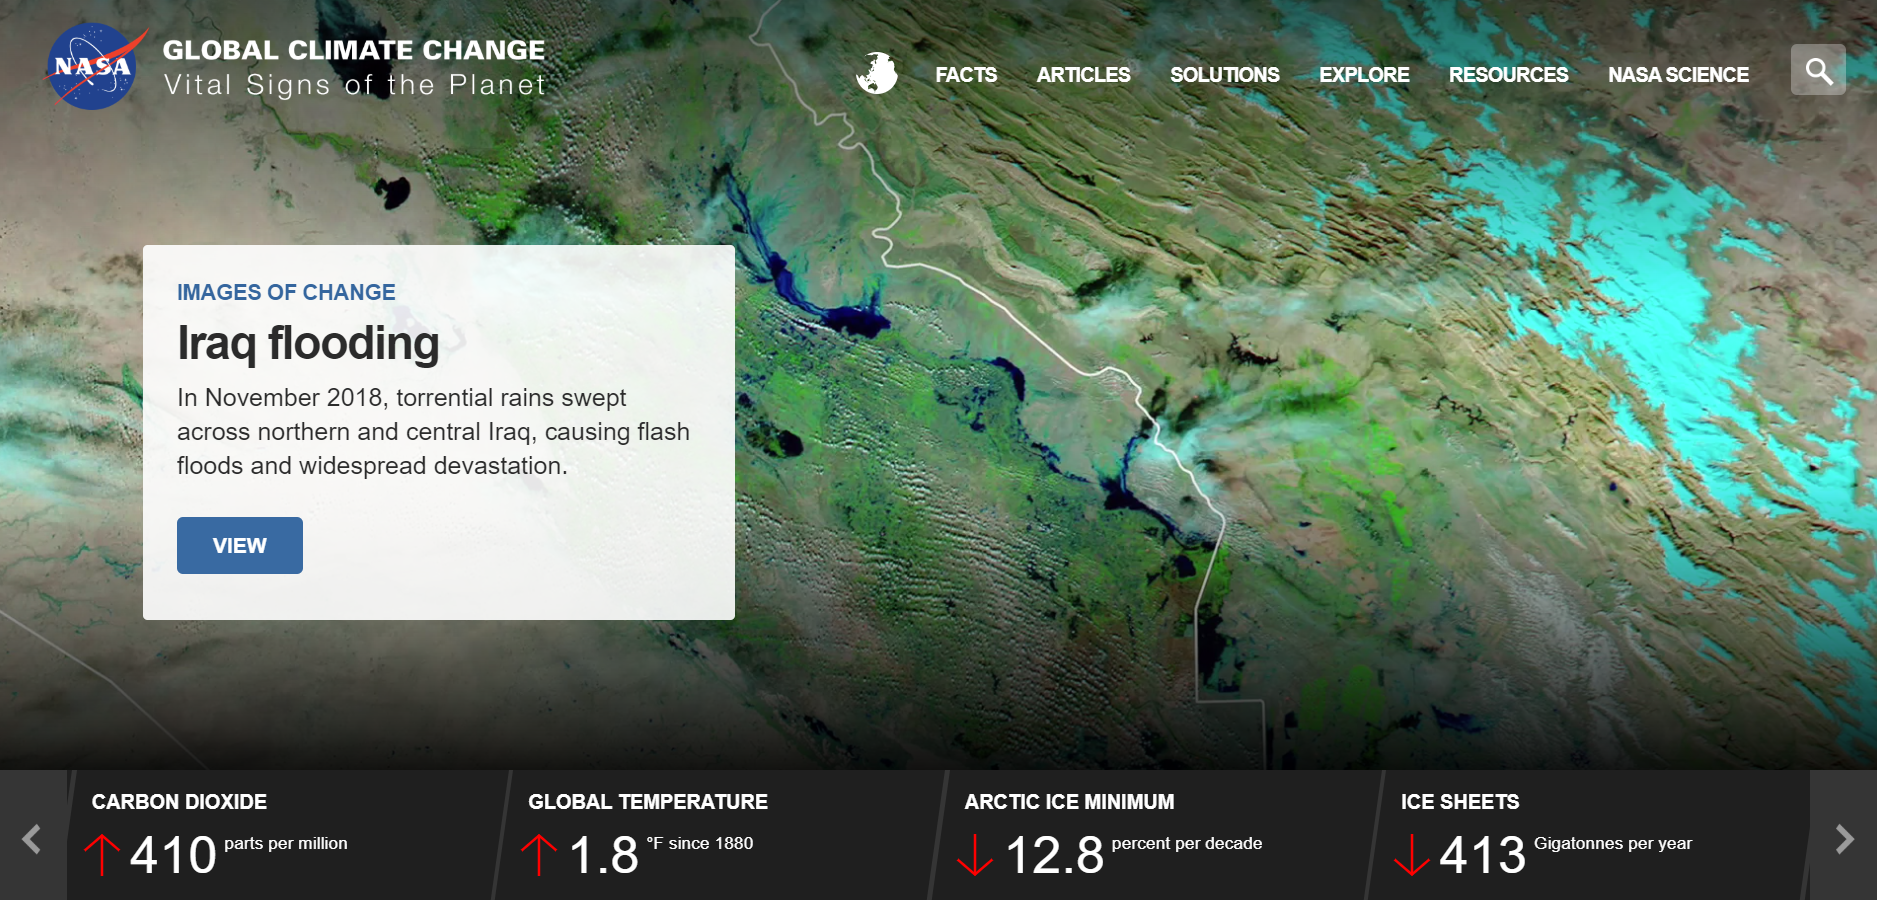 NASA
GLOBAL CLIMATE CHANGE
Vital Signs of the Planet
FACTS
ARTICLES
SOLUTIONS
EXPLORE
RESOURCES
NASA SCIENCE
IMAGES OF CHANGE
Iraq flooding
In November 2018, torrential rains swept
across northern and central Iraq, causing flash
floods and widespread devastation.
VIEW
CARBON DIOXIDE
410 parts per million
GLOBAL TEMPERATURE
1.8 °F since 1880
ARCTIC ICE MINIMUM
12.8 percent per decade
ICE SHEETS
413 Gigatonnes per year